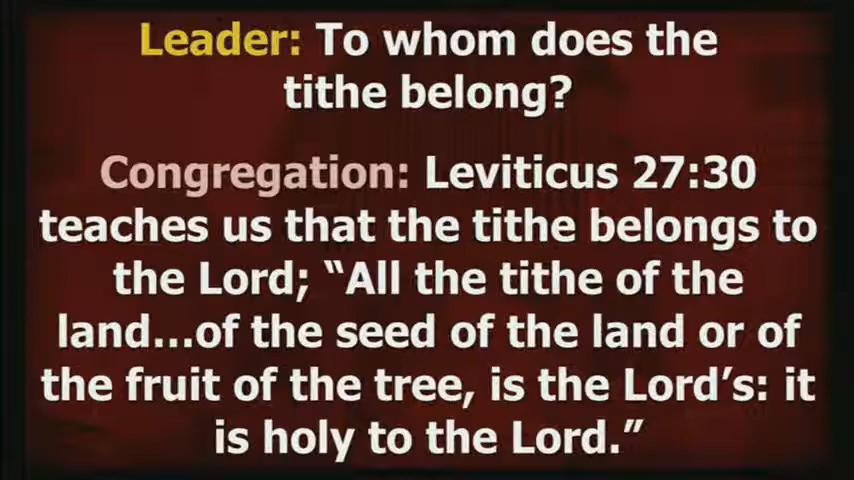 Leader: To whom does the
tithe belong?
Congregation: Leviticus 27:30
teaches us that the tithe belongs to
the Lord; “All the tithe of the
land...of the seed of the land or of
the fruit of the tree, is the Lord’s: it
is holy to the Lord.”